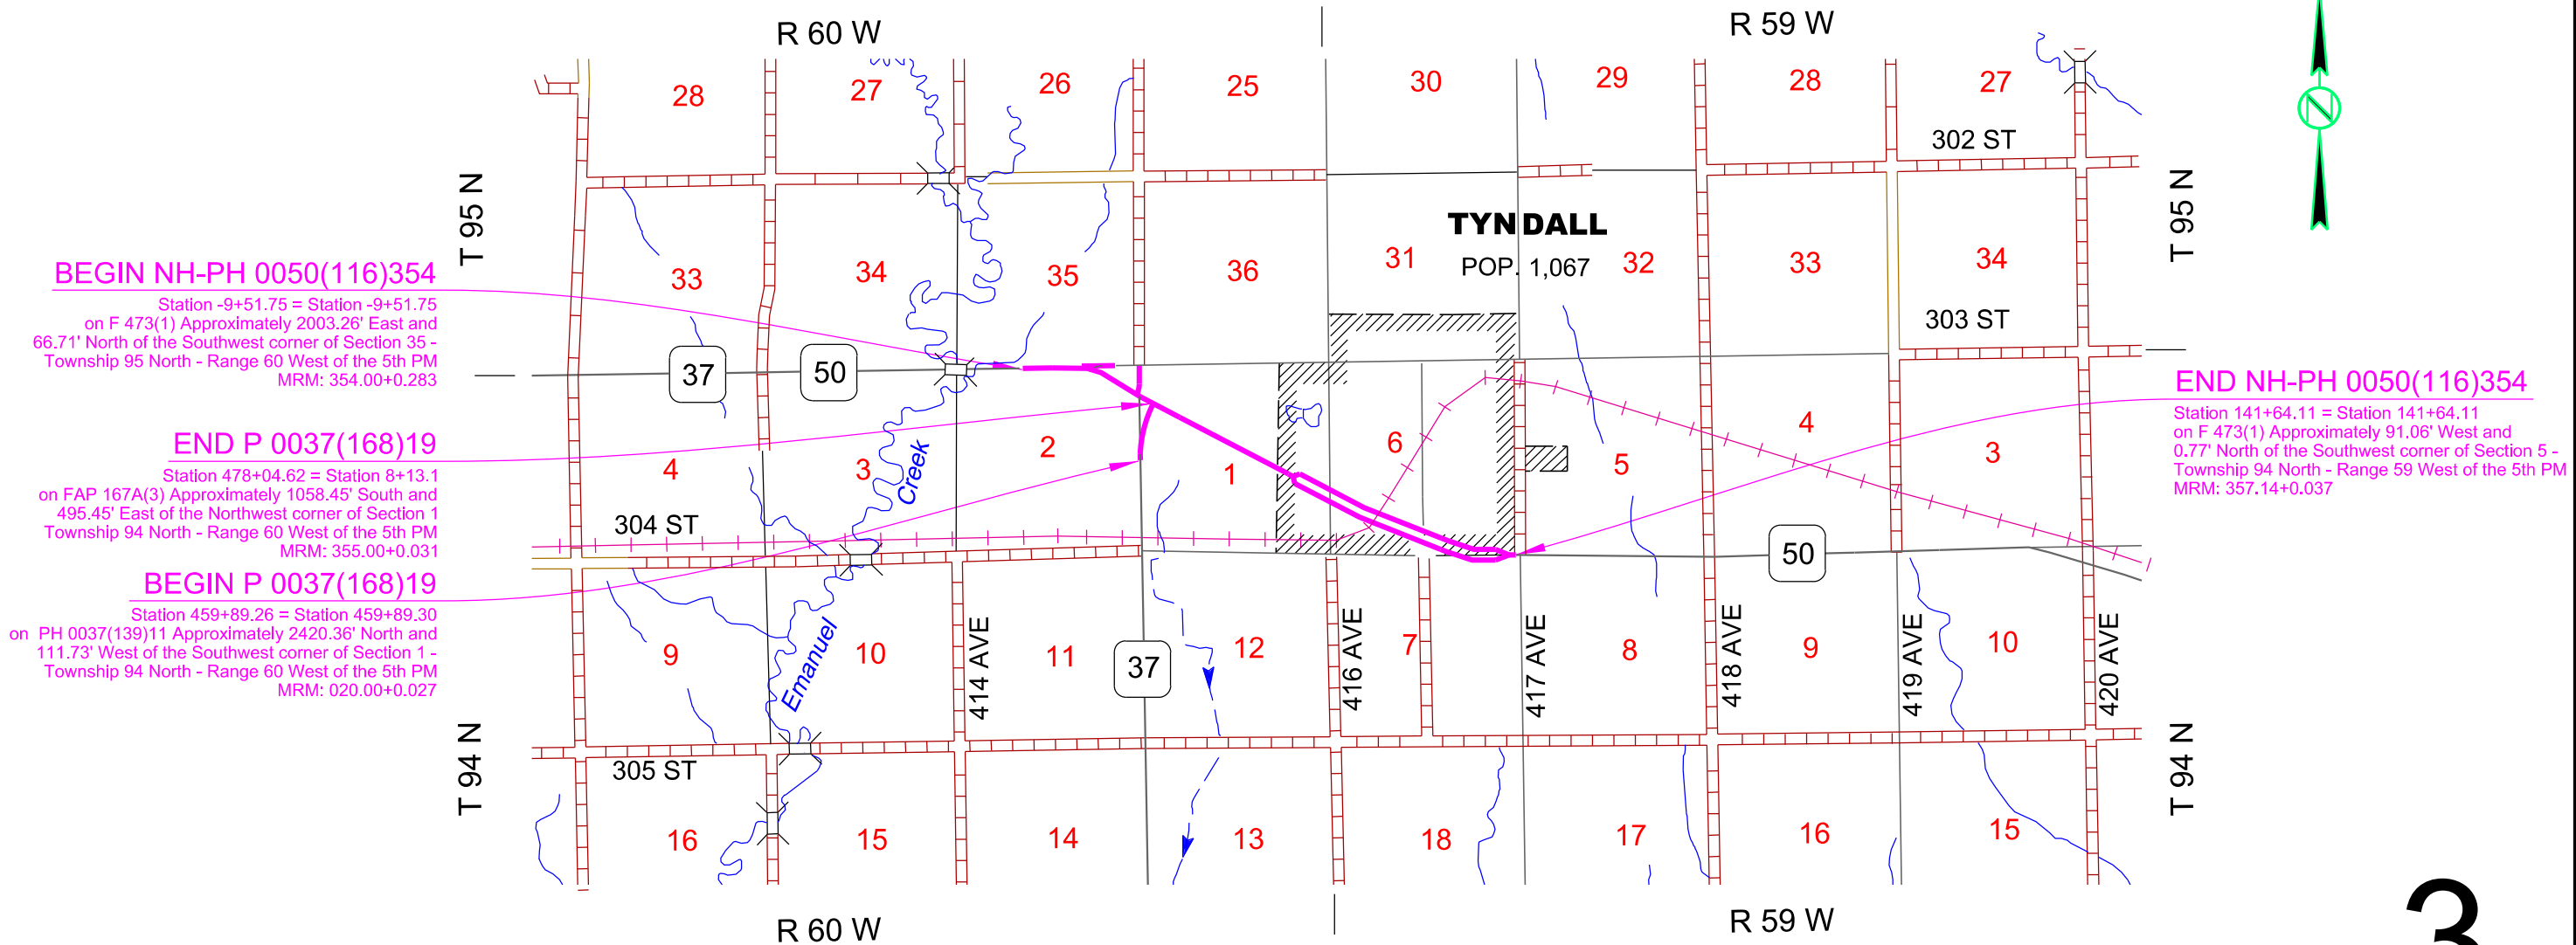 R 60 W
R 59 W
28
27
26
25
30
29
28
27
302 ST
T 95 N
T 95 N
TYNDALL
POP. 1,067
33
34
35
36
31
32
33
34
303 ST
BEGIN NH-PH 0050(116)354
Station -9+51.75 = Station -9+51.75
on F 473(1) Approximately 2003.26' East and
66.71' North of the Southwest corner of Section 35 -
Township 95 North - Range 60 West of the 5th PM
MRM: 354.00+0.283
37
50
END NH-PH 0050(116)354
Station 141+64.11 = Station 141+64.11
on F 473(1) Approximately 91.06' West and
0.77' North of the Southwest corner of Section 5 -
Township 94 North - Range 59 West of the 5th PM
MRM: 357.14+0.037
END P 0037(168)19
Station 478+04.62 = Station 8+13.1
on FAP 167A(3) Approximately 1058.45' South and
495.45' East of the Northwest corner of Section 1
Township 94 North - Range 60 West of the 5th PM
MRM: 355.00+0.031
4
3
2
1
6
5
4
3
Creek
304 ST
50
BEGIN P 0037(168)19
Station 459+89.26 = Station 459+89.30
on PH 0037(139)11 Approximately 2420.36' North and
111.73' West of the Southwest corner of Section 1 -
Township 94 North - Range 60 West of the 5th PM
MRM: 020.00+0.027
9
10
11
12
7
8
9
10
Emanuel
414 AVE
37
416 AVE
417 AVE
418 AVE
419 AVE
420 AVE
T 94 N
T 94 N
305 ST
16
15
14
13
18
17
16
15
R 60 W
R 59 W
3
N